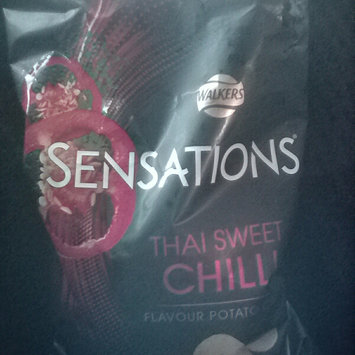 WALKERS
SENSATIONS®
THAI SWEET
CHILLI
FLAVOUR POTATO